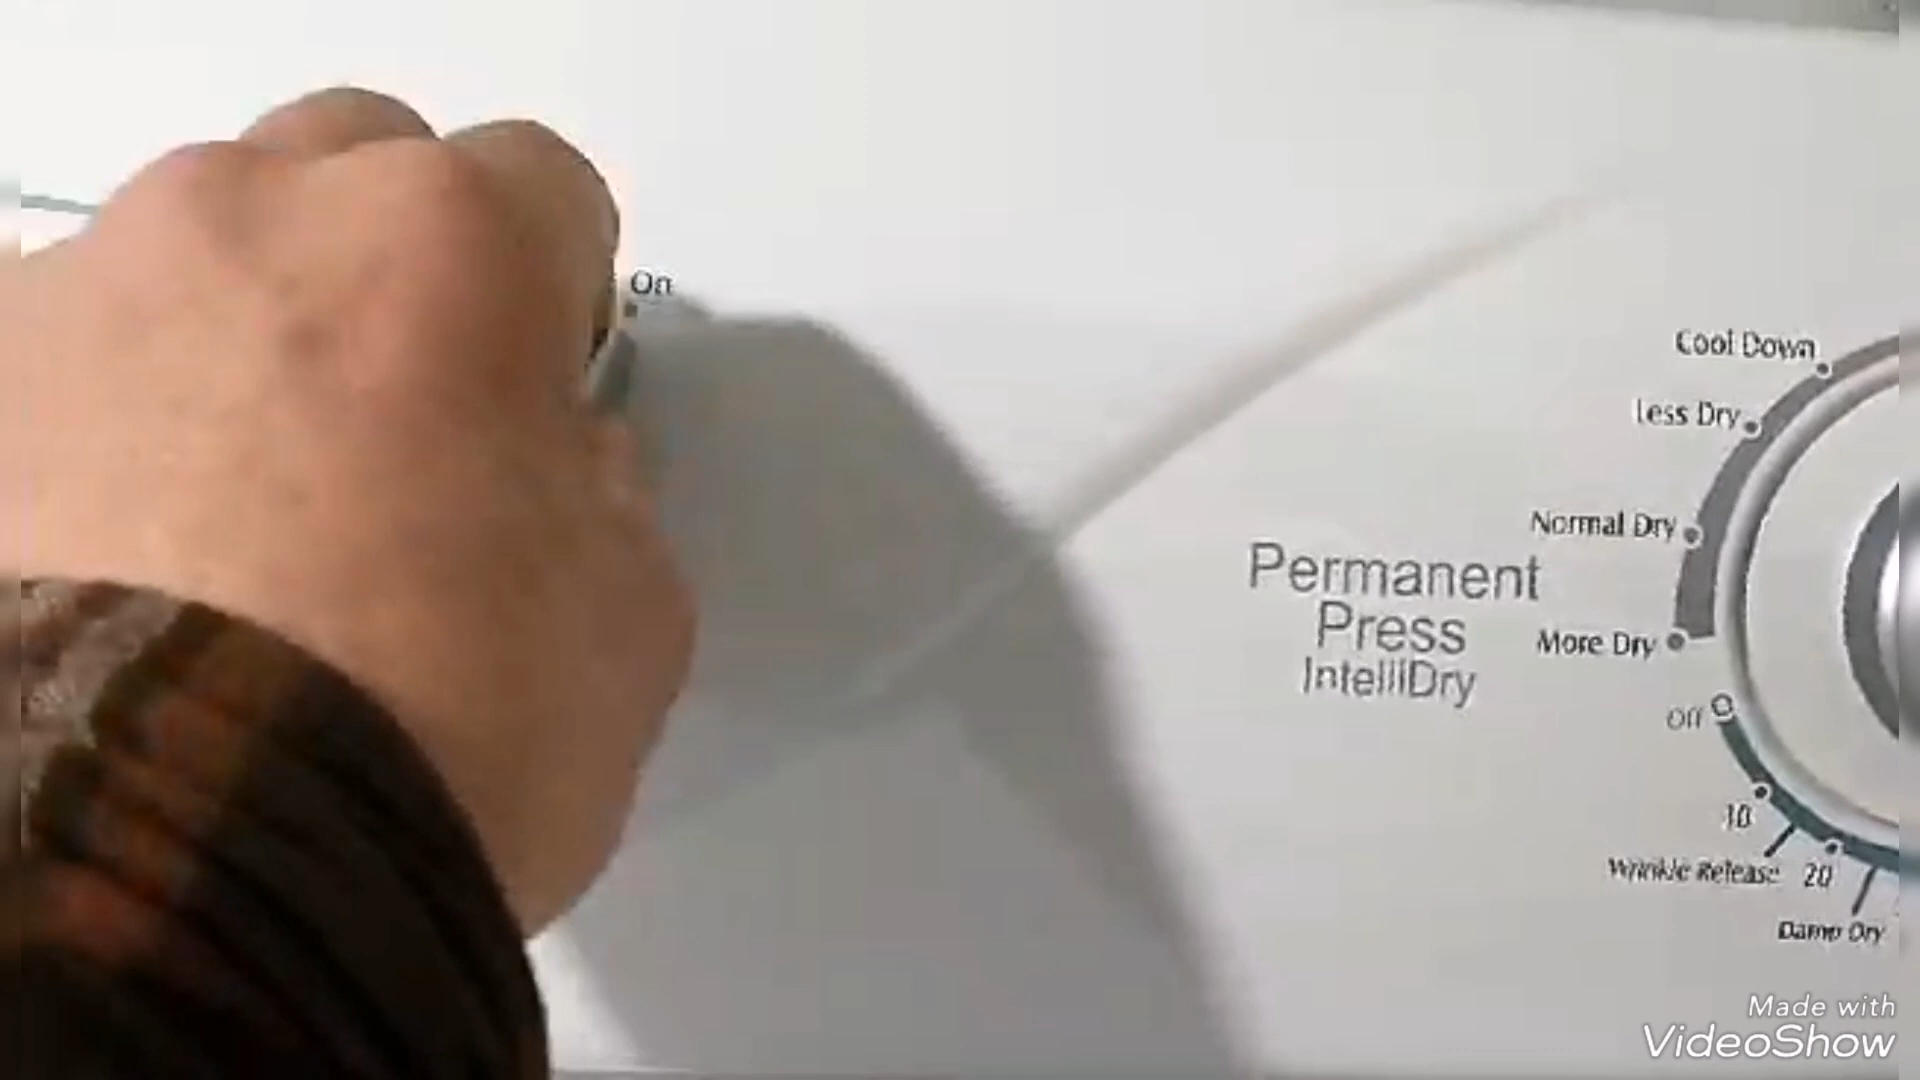 On
Cool Down
Less Dry
Normal Dry
Permanent
Press
IntelliDry
More Dry
Off
10
Wrinkle Release 20
Damp Dry
Made with
VideoShow